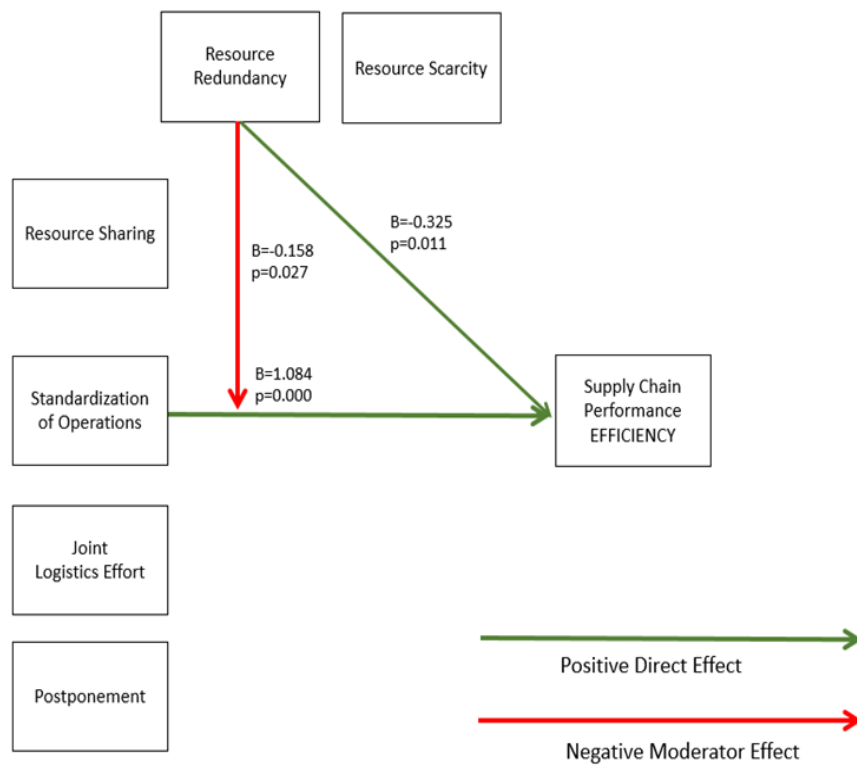 Resource
Redundancy
Resource Scarcity
Resource Sharing
B=-0.325
p=0.011
B=-0.158
p=0.027
B=1.084
p=0.000
Standardization
of Operations
Supply Chain
Performance
EFFICIENCY
Joint
Logistics Effort
Postponement
Positive Direct Effect
Negative Moderator Effect